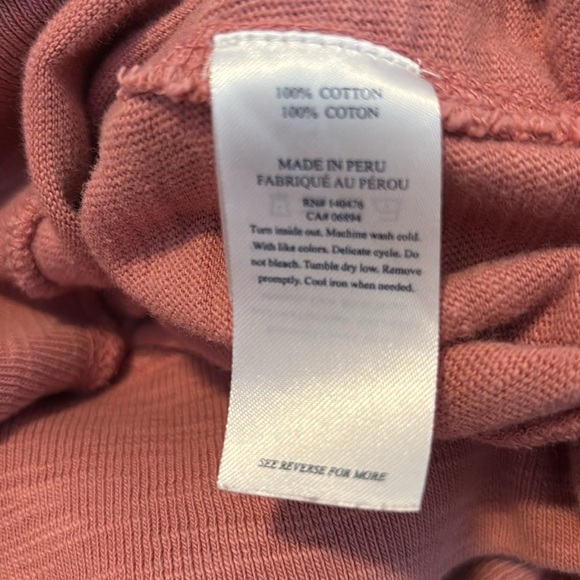 100% COTTON
100% COTON
MADE IN PERU
FABRIQUÉ AU PÉROU
RN# 140476
CA# 06894
Turn inside out. Machine wash cold.
With like colors. Delicate cycle. Do
not bleach. Tumble dry low. Remove
promptly. Cool iron when needed.
SEE REVERSE FOR MORE